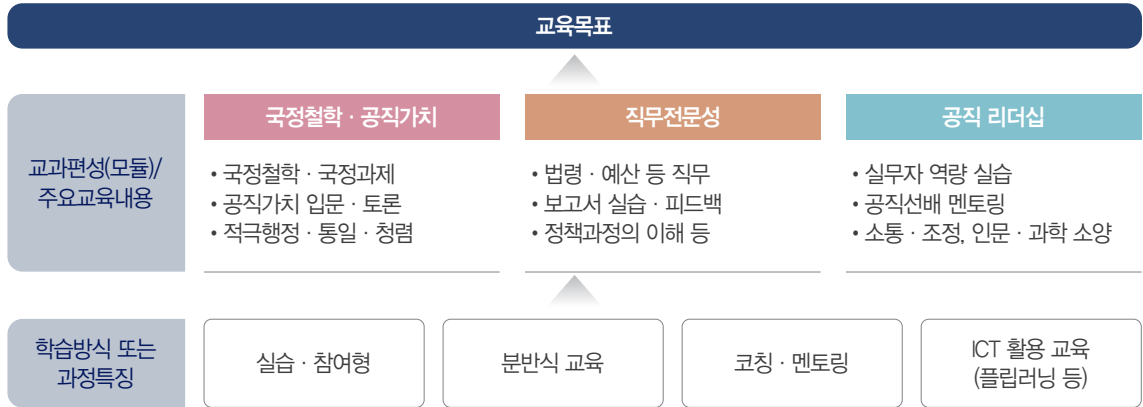 교육목표
교과편성(모듈)/
주요교육내용
국정철학 · 공직가치
• 국정철학 · 국정과제
• 공직가치 입문 · 토론
• 적극행정 · 통일 · 청렴
직무전문성
• 법령 · 예산 등 직무
• 보고서 실습 · 피드백
• 정책과정의 이해 등
공직 리더십
• 실무자 역량 실습
• 공직선배 멘토링
• 소통 · 조정, 인문 · 과학 소양
학습방식 또는
과정특징
실습 · 참여형
분반식 교육
코칭 · 멘토링
ICT 활용 교육
(플립러닝 등)